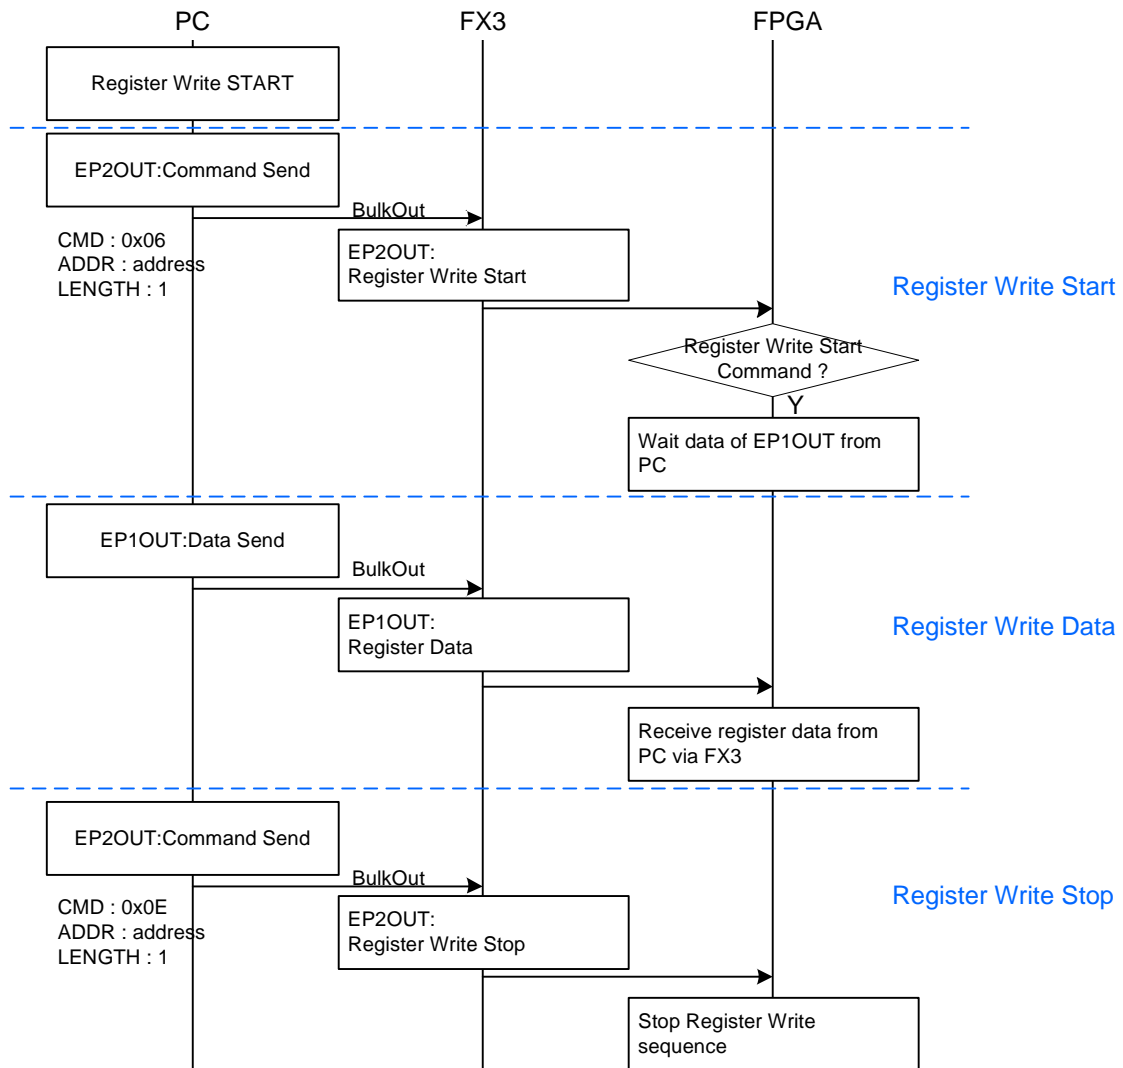 PC
FX3
FPGA
Register Write START
EP2OUT:Command Send
BulkOut
CMD : 0x06
ADDR : address
LENGTH : 1
EP2OUT:
Register Write Start
Register Write Start
Register Write Start
Command ?
Y
Wait data of EP1OUT from
PC
EP1OUT:Data Send
BulkOut
EP1OUT:
Register Data
Register Write Data
Receive register data from
PC via FX3
EP2OUT:Command Send
BulkOut
CMD : 0x0E
ADDR : address
LENGTH : 1
EP2OUT:
Register Write Stop
Register Write Stop
Stop Register Write
sequence